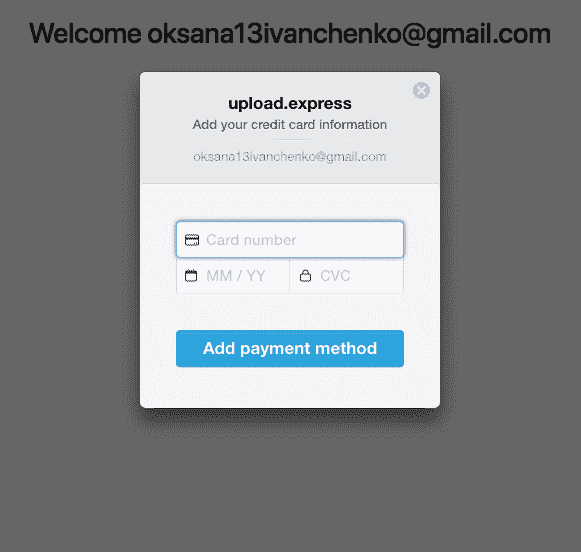 Welcome oksana13ivanchenko@gmail.com
upload.express
Add your credit card information
oksana13ivanchenko@gmail.com
Card number
MM / YY CVC
Add payment method